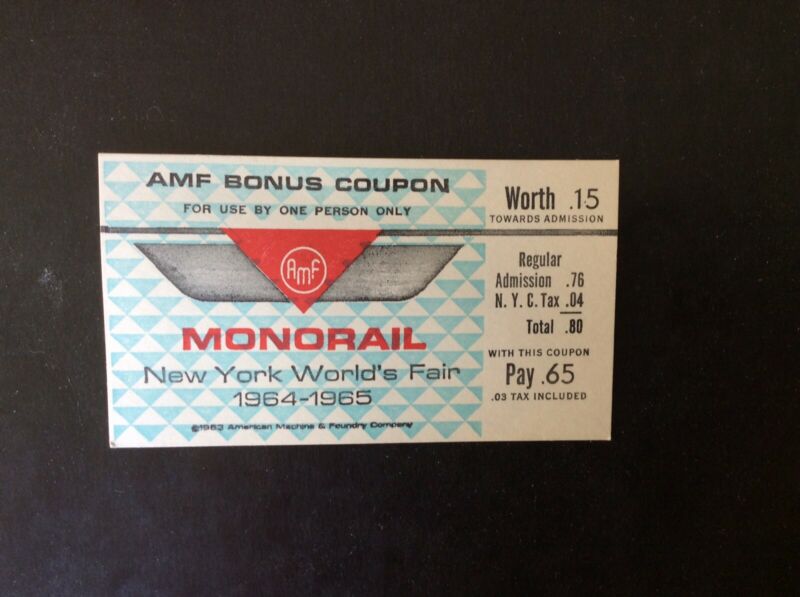 AMF BONUS COUPON
FOR USE BY ONE PERSON ONLY
AMF
MONORAIL
New York World's Fair
1964-1965
©1963 American Machine & Foundry Company
Worth .15
TOWARDS ADMISSION
Regular
Admission .76
N. Y. C. Tax .04
Total .80
WITH THIS COUPON
Pay .65
.03 TAX INCLUDED